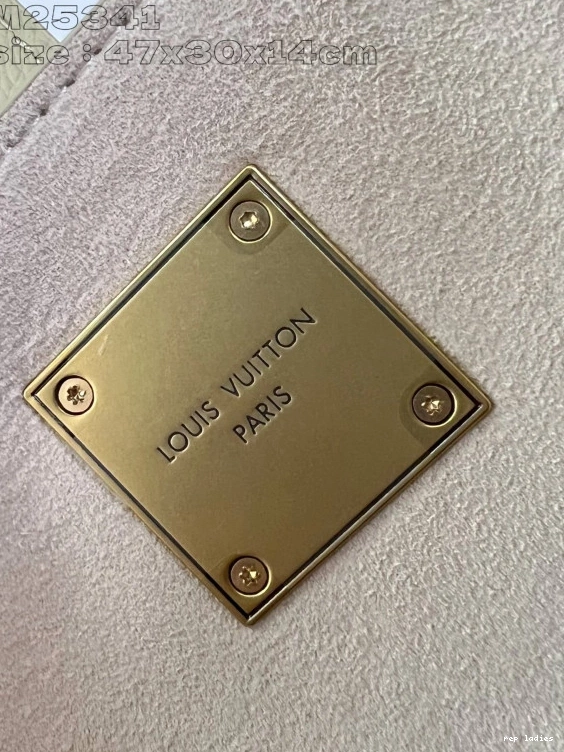 M25341
size : 47x30x14cm
LOUIS VUITTON
PARIS
rep ladies